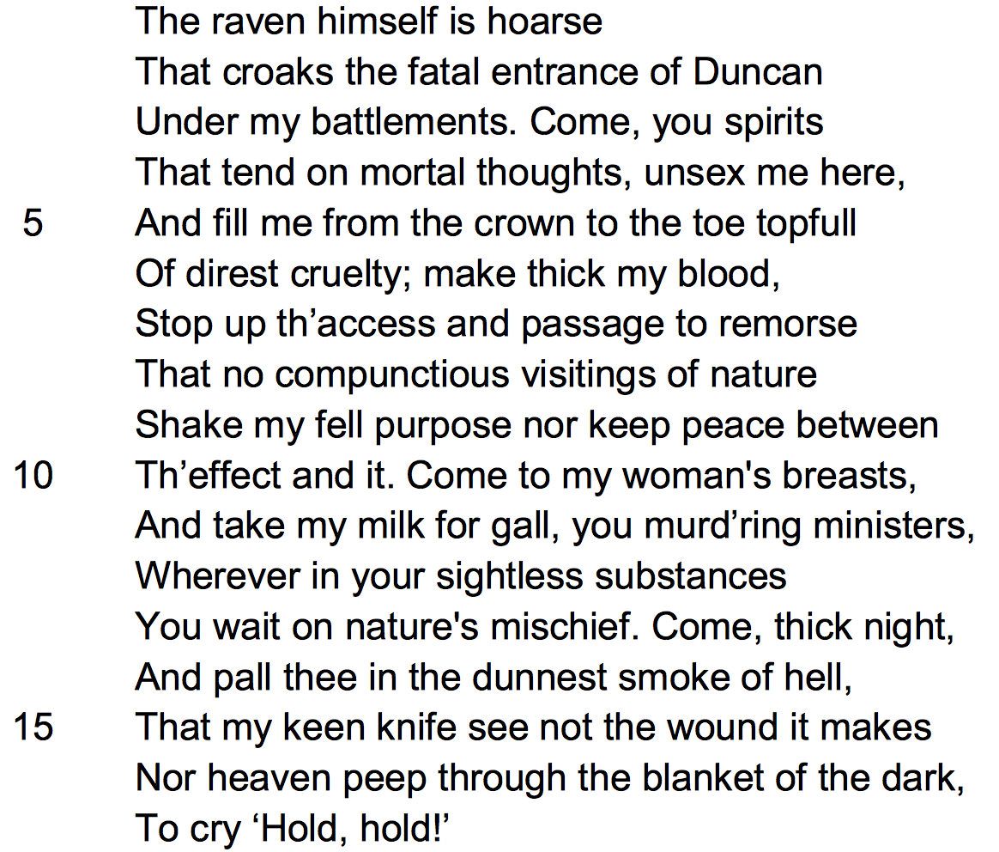 The raven himself is hoarse
That croaks the fatal entrance of Duncan
Under my battlements. Come, you spirits
That tend on mortal thoughts, unsex me here,
5 And fill me from the crown to the toe topfull
Of direst cruelty; make thick my blood,
Stop up th’access and passage to remorse
That no compunctious visitings of nature
Shake my fell purpose nor keep peace between
10 Th’effect and it. Come to my woman's breasts,
And take my milk for gall, you murd’ring ministers,
Wherever in your sightless substances
You wait on nature's mischief. Come, thick night,
And pall thee in the dunnest smoke of hell,
15 That my keen knife see not the wound it makes
Nor heaven peep through the blanket of the dark,
To cry ‘Hold, hold!’